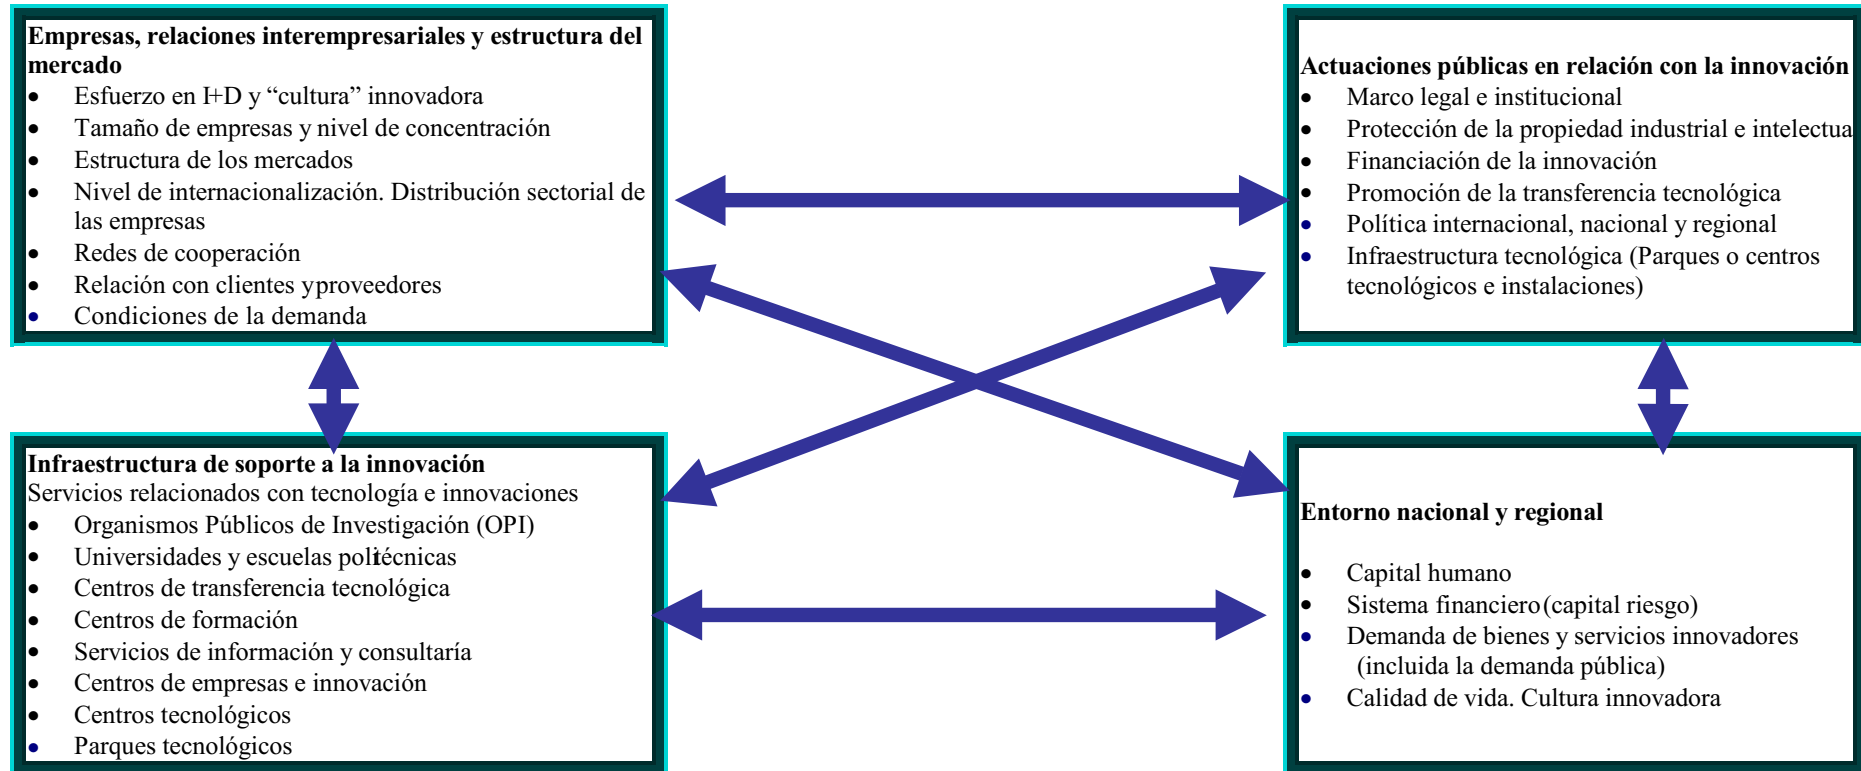 Empresas, relaciones interempresariales y estructura del
mercado
• Esfuerzo en I+D y “cultura” innovadora
• Tamaño de empresas y nivel de concentración
• Estructura de los mercados
• Nivel de internacionalización. Distribución sectorial de
las empresas
• Redes de cooperación
• Relación con clientes yproveedores
• Condiciones de la demanda
Actuaciones públicas en relación con la innovación
• Marco legal e institucional
• Protección de la propiedad industrial e intelectua
• Financiación de la innovación
• Promoción de la transferencia tecnológica
• Política internacional, nacional y regional
• Infraestructura tecnológica (Parques o centros
tecnológicos e instalaciones)
Infraestructura de soporte a la innovación
Servicios relacionados con tecnología e innovaciones
• Organismos Públicos de Investigación (OPI)
• Universidades y escuelas politécnicas
• Centros de transferencia tecnológica
• Centros de formación
• Servicios de información y consultaría
• Centros de empresas e innovación
• Centros tecnológicos
• Parques tecnológicos
Entorno nacional y regional
• Capital humano
• Sistema financiero (capital riesgo)
• Demanda de bienes y servicios innovadores
(incluida la demanda pública)
• Calidad de vida. Cultura innovadora